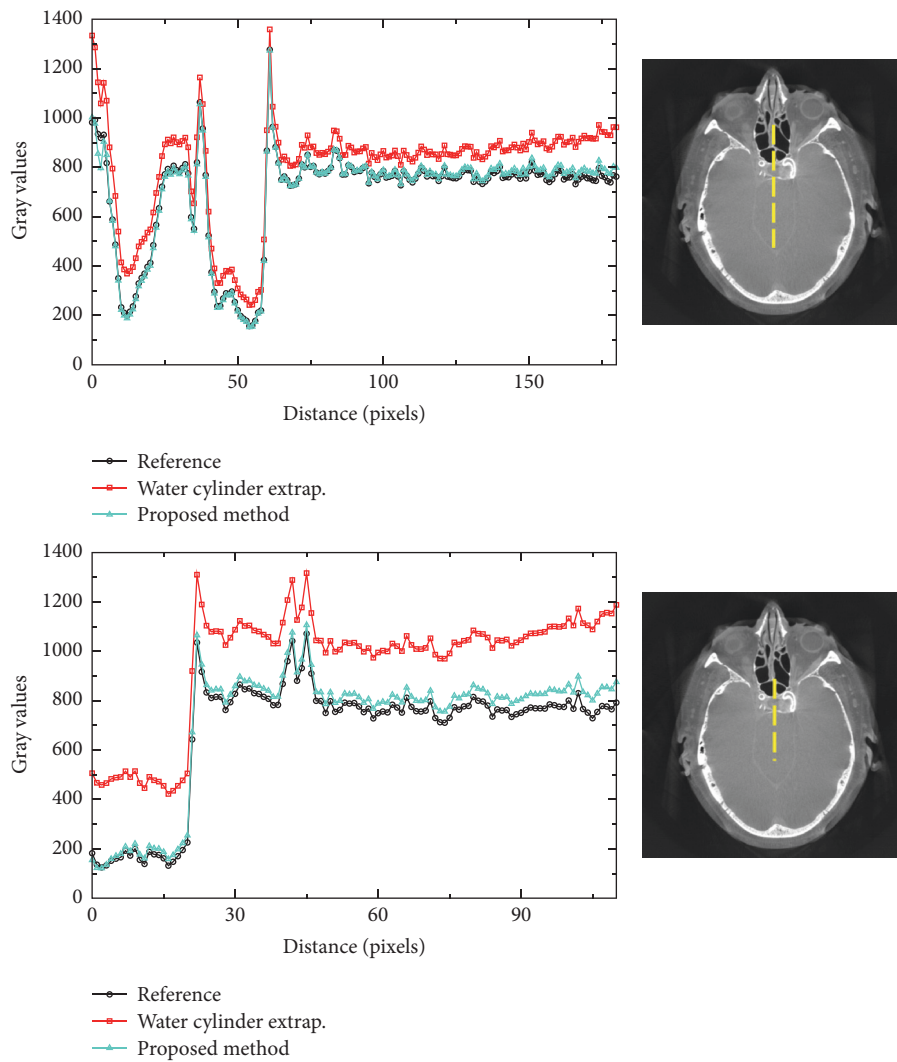 1400
1200
1000
800
600
400
200
0
Gray values
0 50 100 150
Distance (pixels)
Reference
Water cylinder extrap.
Proposed method
1400
1200
1000
800
600
400
200
0
Gray values
0 30 60 90
Distance (pixels)
Reference
Water cylinder extrap.
Proposed method